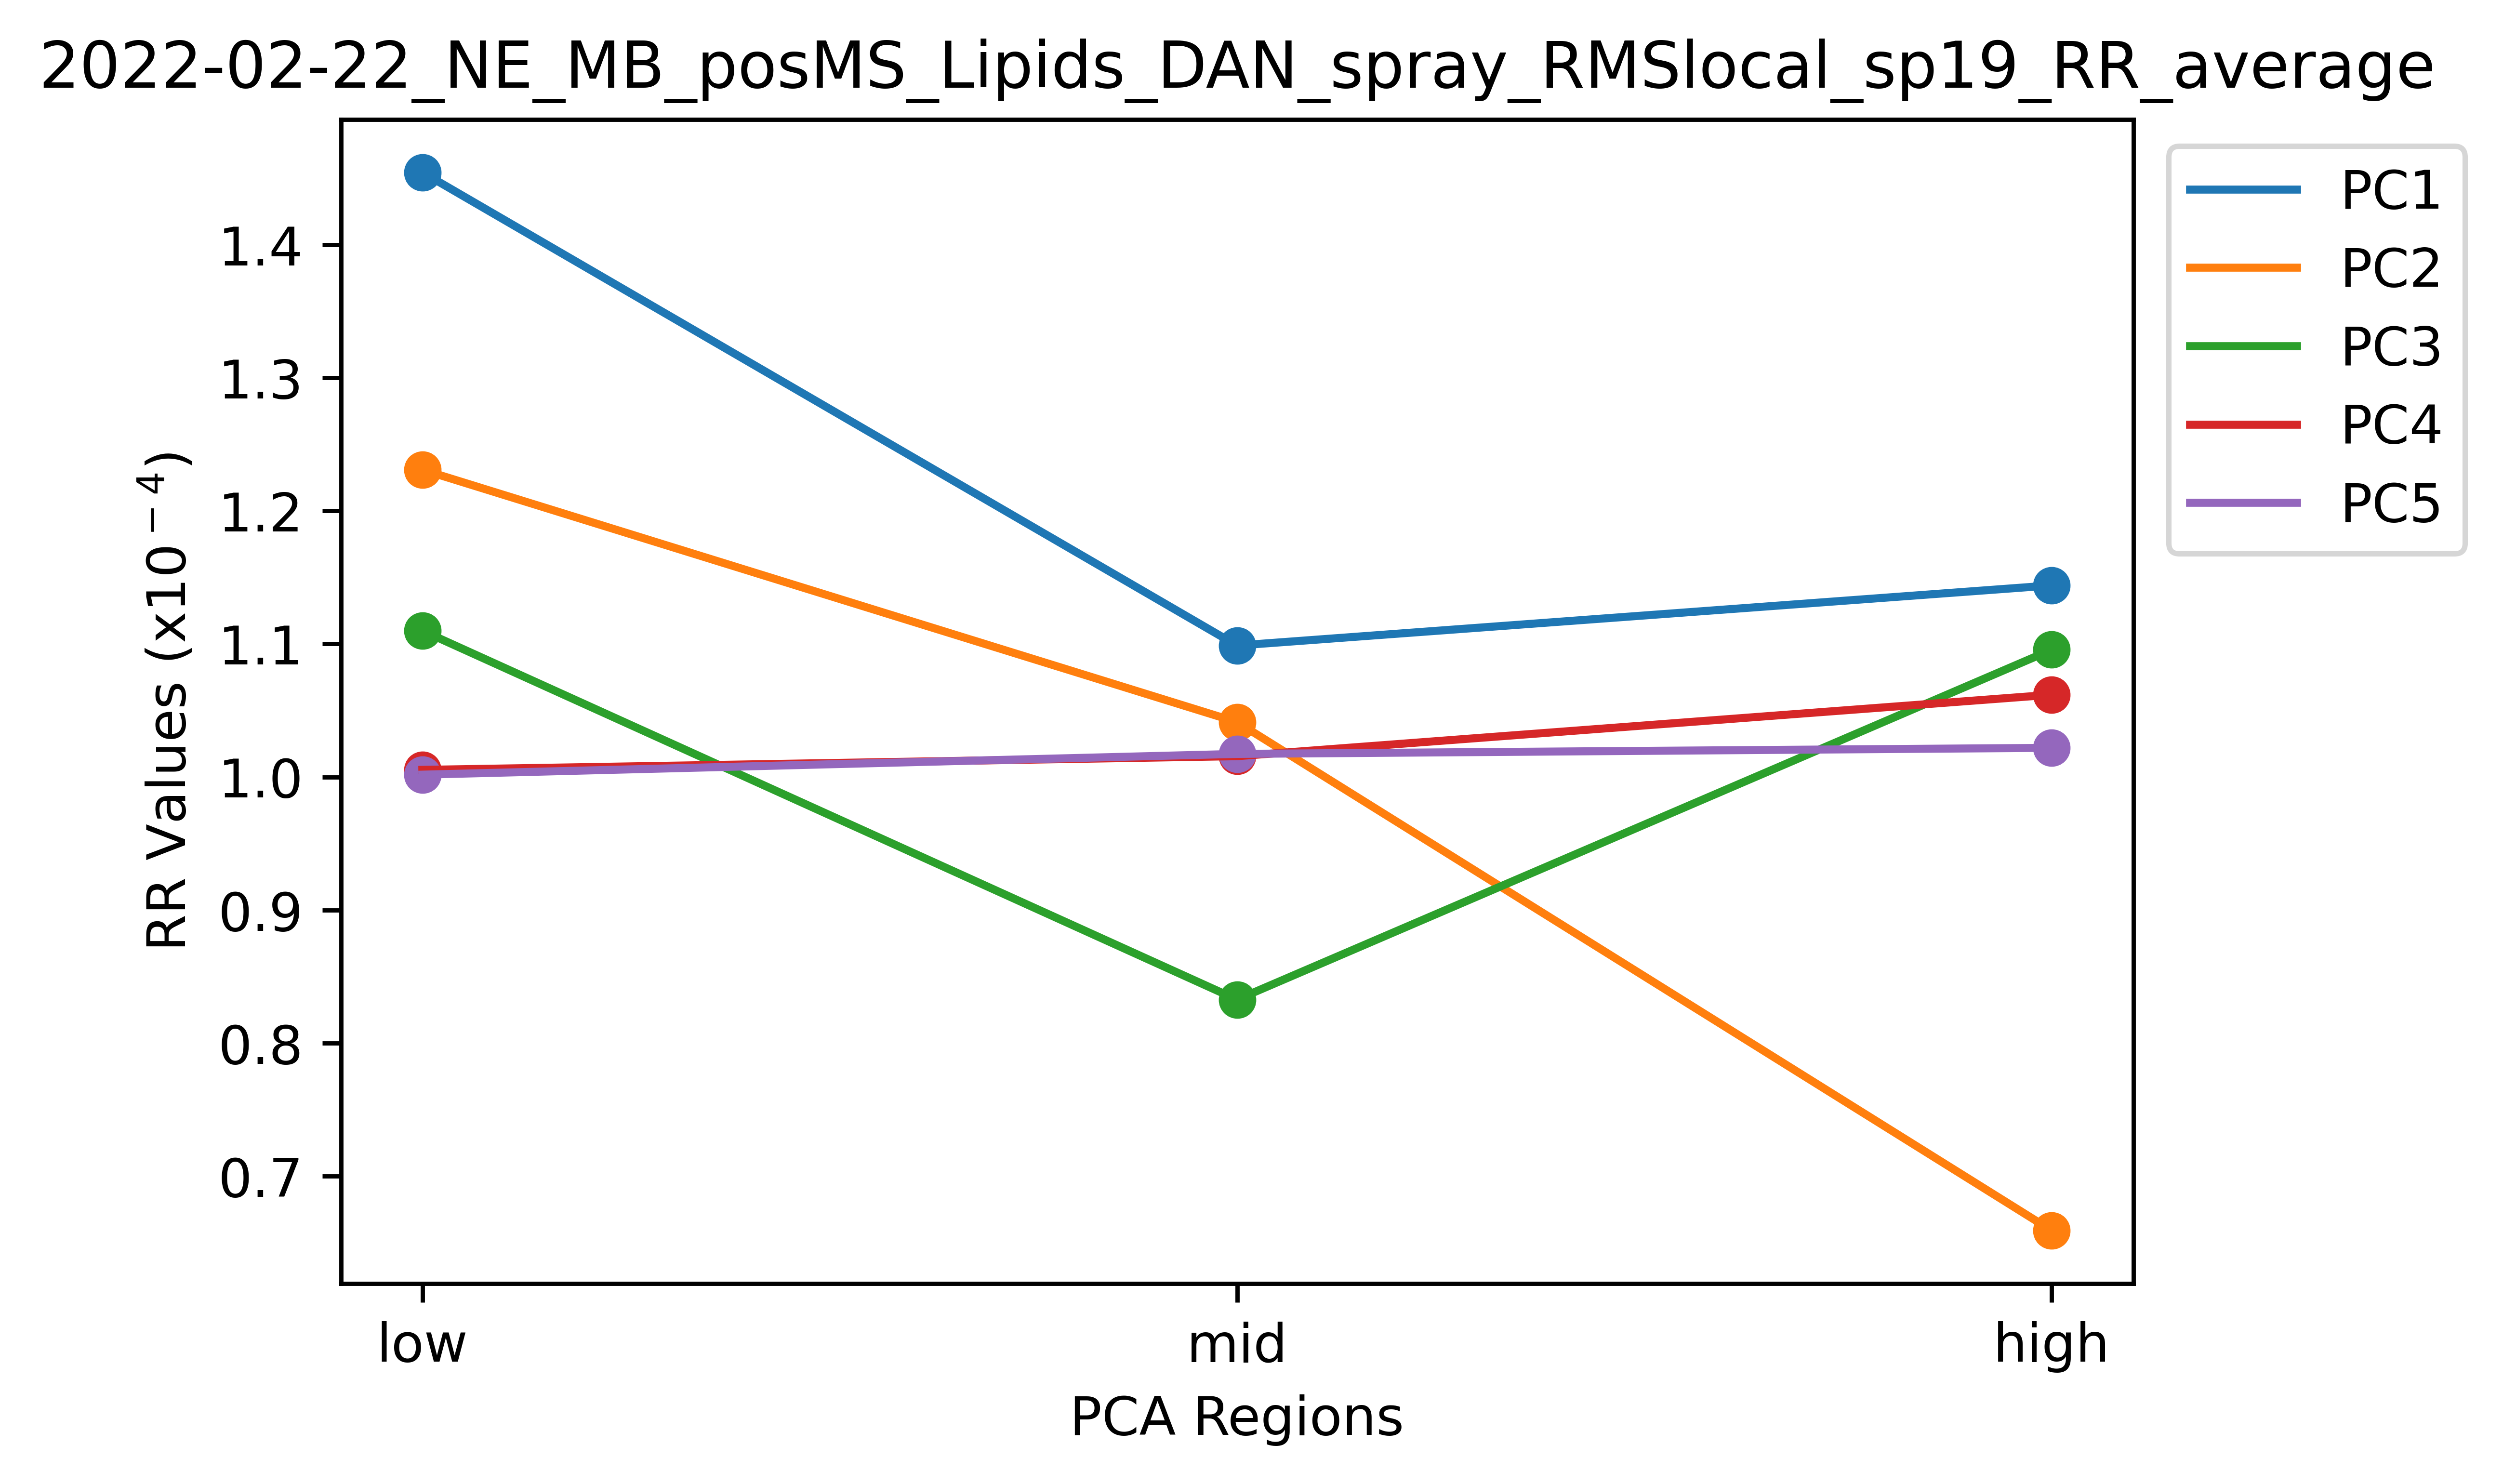 2022-02-22_NE_MB_posMS_Lipids_DAN_spray_RMSlocal_sp19_RR_average
PC1
PC2
PC3
PC4
PC5
RR Values (x10⁻⁴)
1.4
1.3
1.2
1.1
1.0
0.9
0.8
0.7
low mid high
PCA Regions